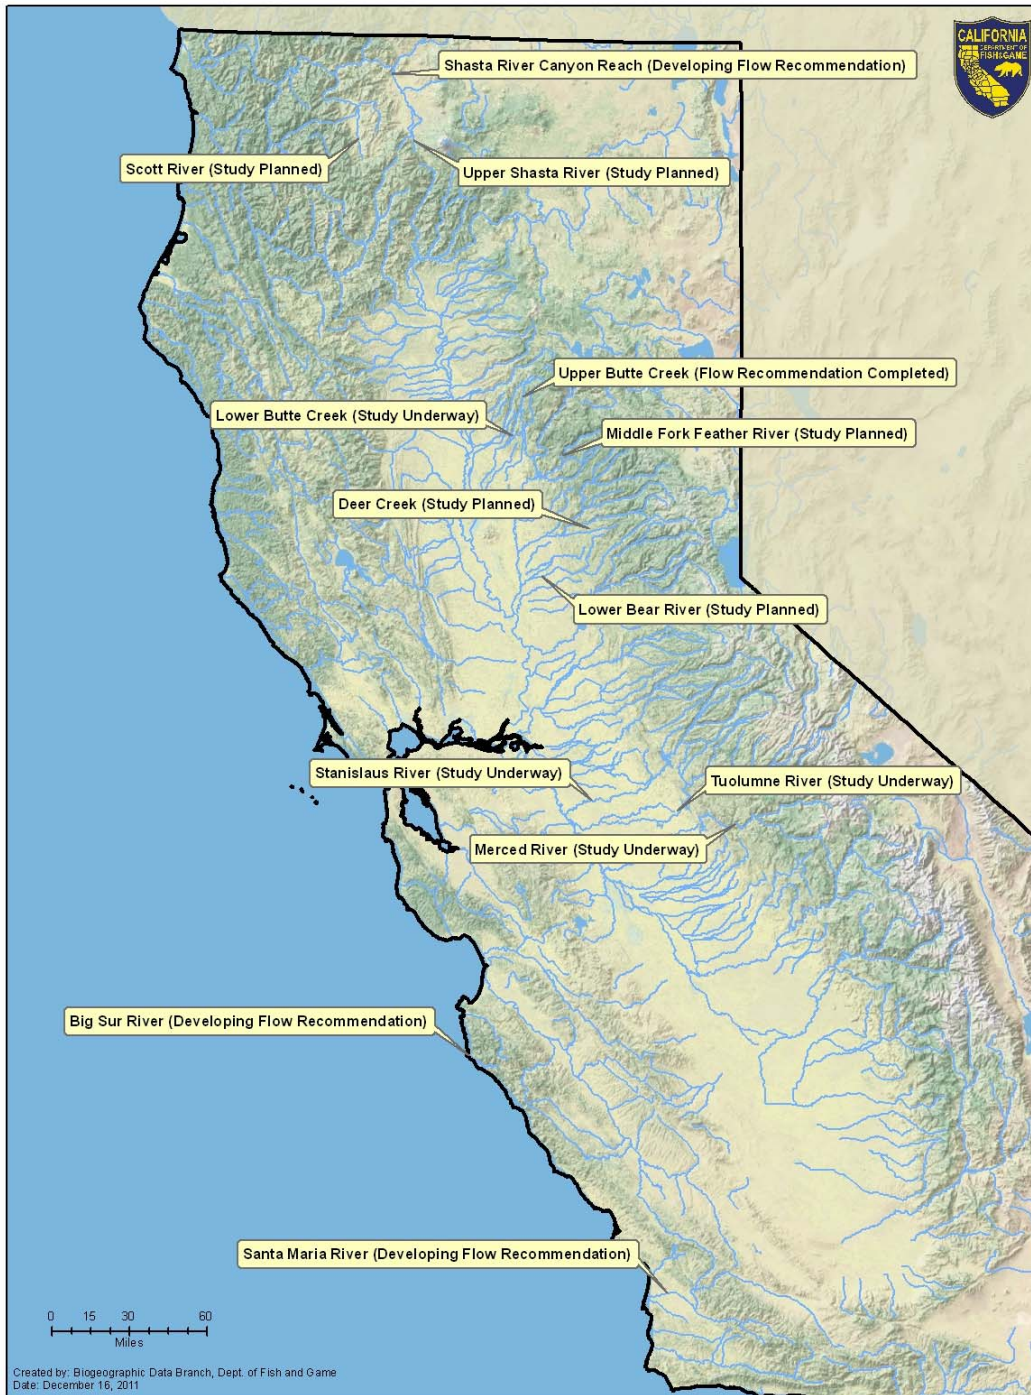 CALIFORNIA
DEPARTMENT OF
FISH&GAME
Shasta River Canyon Reach (Developing Flow Recommendation)
Scott River (Study Planned)
Upper Shasta River (Study Planned)
Upper Butte Creek (Flow Recommendation Completed)
Lower Butte Creek (Study Underway)
Middle Fork Feather River (Study Planned)
Deer Creek (Study Planned)
Lower Bear River (Study Planned)
Stanislaus River (Study Underway)
Tuolumne River (Study Underway)
Merced River (Study Underway)
Big Sur River (Developing Flow Recommendation)
Santa Maria River (Developing Flow Recommendation)
0 15 30 60
Miles
Created by: Biogeographic Data Branch, Dept. of Fish and Game
Date: December 16, 2011